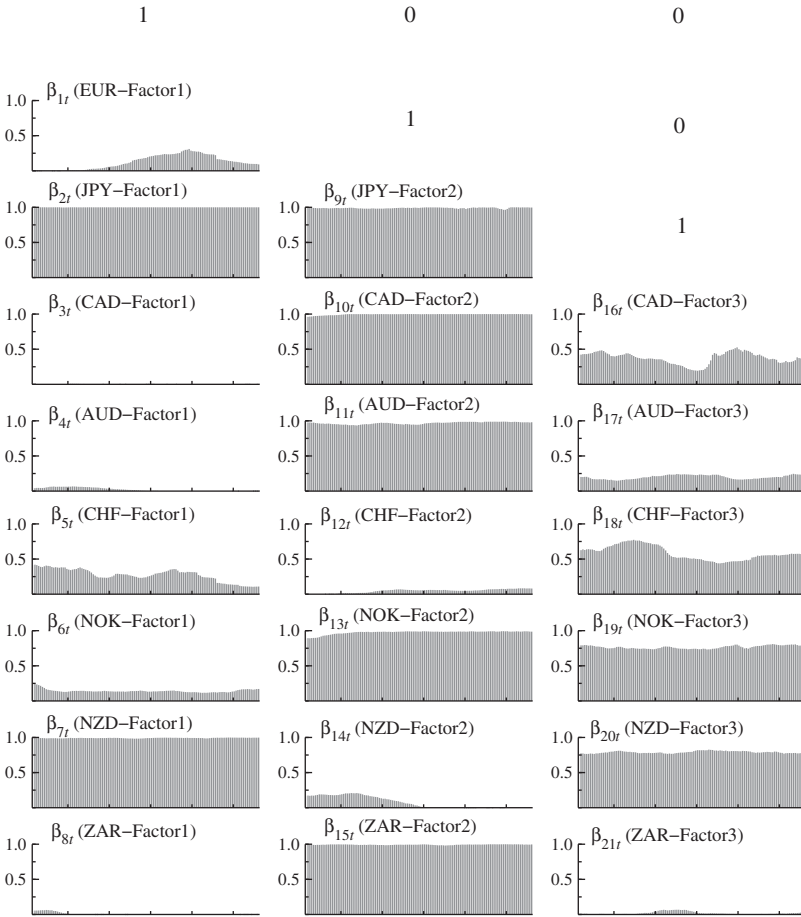 1 0 0
β1t (EUR−Factor1)
1.0
0.5
1 0
β2t (JPY−Factor1) β9t (JPY−Factor2)
1.0 1.0
0.5 0.5
1
β3t (CAD−Factor1) β10t (CAD−Factor2) β16t (CAD−Factor3)
1.0 1.0 1.0
0.5 0.5 0.5
β4t (AUD−Factor1) β11t (AUD−Factor2) β17t (AUD−Factor3)
1.0 1.0 1.0
0.5 0.5 0.5
β5t (CHF−Factor1) β12t (CHF−Factor2) β18t (CHF−Factor3)
1.0 1.0 1.0
0.5 0.5 0.5
β6t (NOK−Factor1) β13t (NOK−Factor2) β19t (NOK−Factor3)
1.0 1.0 1.0
0.5 0.5 0.5
β7t (NZD−Factor1) β14t (NZD−Factor2) β20t (NZD−Factor3)
1.0 1.0 1.0
0.5 0.5 0.5
β8t (ZAR−Factor1) β15t (ZAR−Factor2) β21t (ZAR−Factor3)
1.0 1.0 1.0
0.5 0.5 0.5